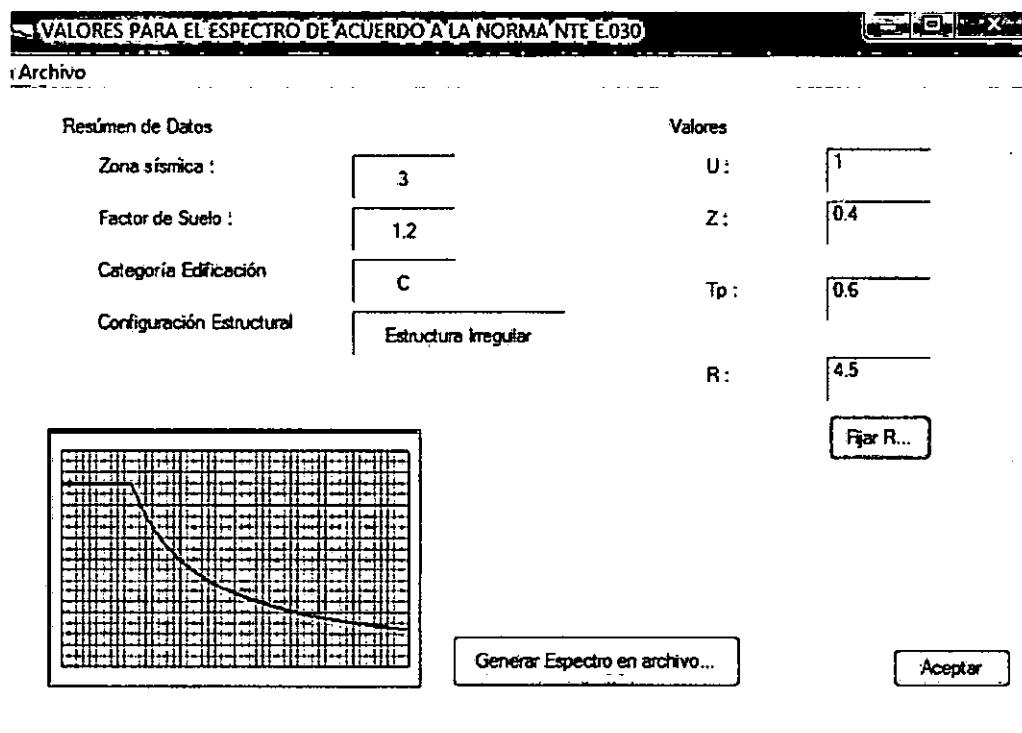 VALORES PARA EL ESPECTRO DE ACUERDO A LA NORMA NTE E.030
Archivo
Resúmen de Datos
Zona sísmica : 3
Factor de Suelo : 1.2
Categoría Edificación C
Configuración Estructural Estructura Irregular
Valores
U : 1
Z : 0.4
Tp : 0.6
R : 4.5
Fijar R...
Generar Espectro en archivo...
Aceptar